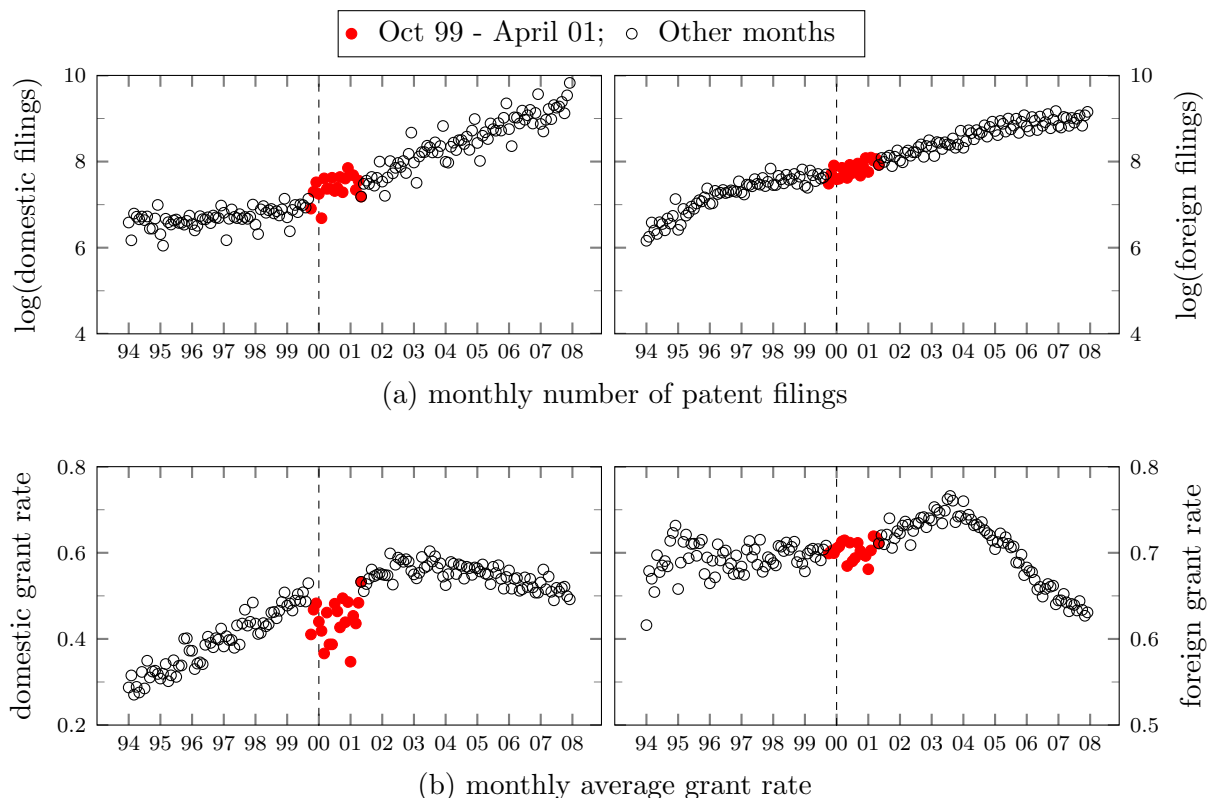 Oct 99 - April 01; Other months
log(domestic filings)
10
8
6
4
94 95 96 97 98 99 00 01 02 03 04 05 06 07 08
94 95 96 97 98 99 00 01 02 03 04 05 06 07 08
10
8
6
4
log(foreign filings)
(a) monthly number of patent filings
domestic grant rate
0.8
0.6
0.4
0.2
94 95 96 97 98 99 00 01 02 03 04 05 06 07 08
94 95 96 97 98 99 00 01 02 03 04 05 06 07 08
0.8
0.7
0.6
0.5
foreign grant rate
(b) monthly average grant rate